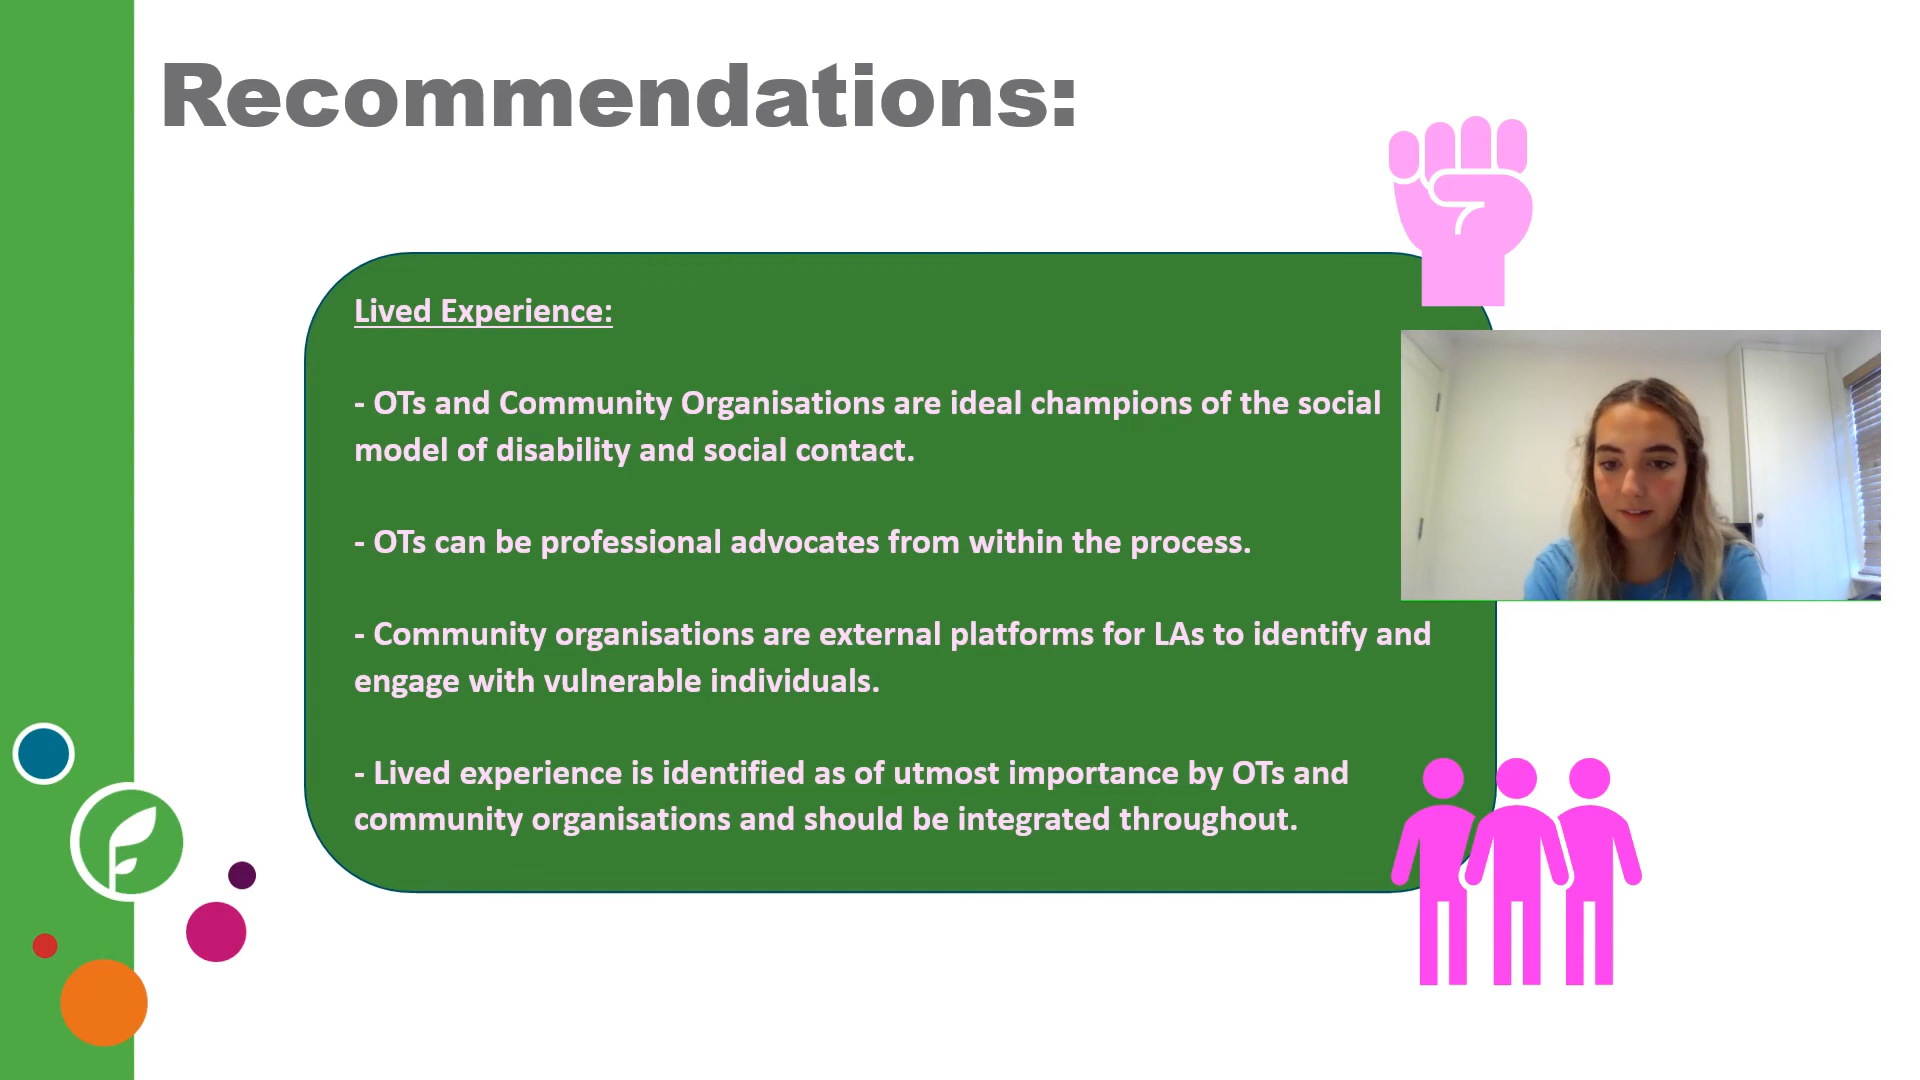 Recommendations:
Lived Experience:
- OTs and Community Organisations are ideal champions of the social
model of disability and social contact.
- OTs can be professional advocates from within the process.
- Community organisations are external platforms for LAs to identify and
engage with vulnerable individuals.
- Lived experience is identified as of utmost importance by OTs and
community organisations and should be integrated throughout.